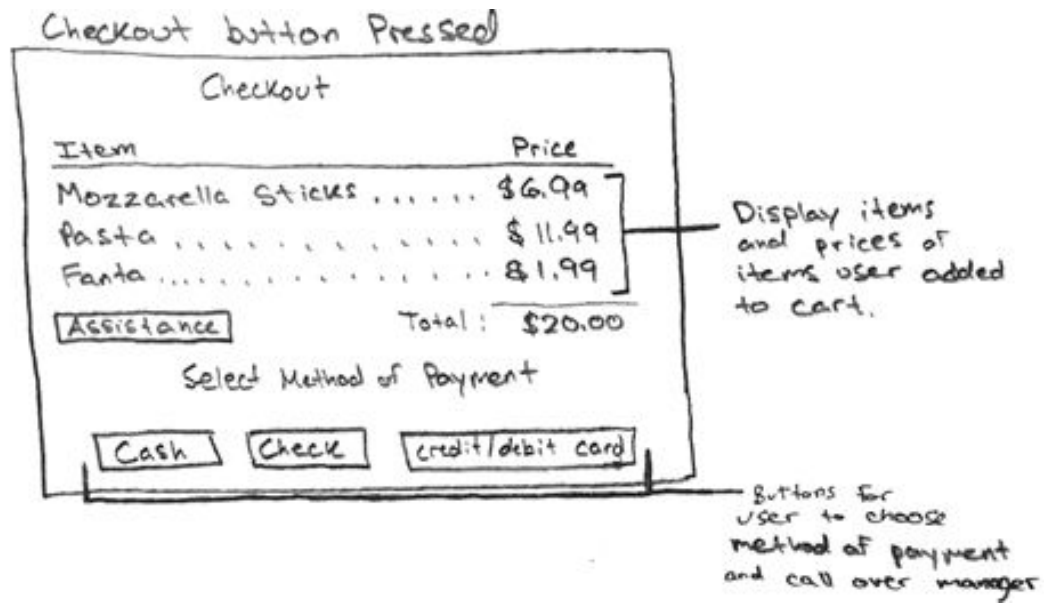 Checkout button Pressed
Checkout
Item Price
Mozzarella Sticks ...... $6.99
Pasta ............. $11.99
Fanta ............... $1.99
Assistance Total: $20.00
Select Method of Payment
Cash Check credit/debit card
Display items
and prices of
items user added
to cart.
Buttons for
user to choose
method of payment
and call over manager